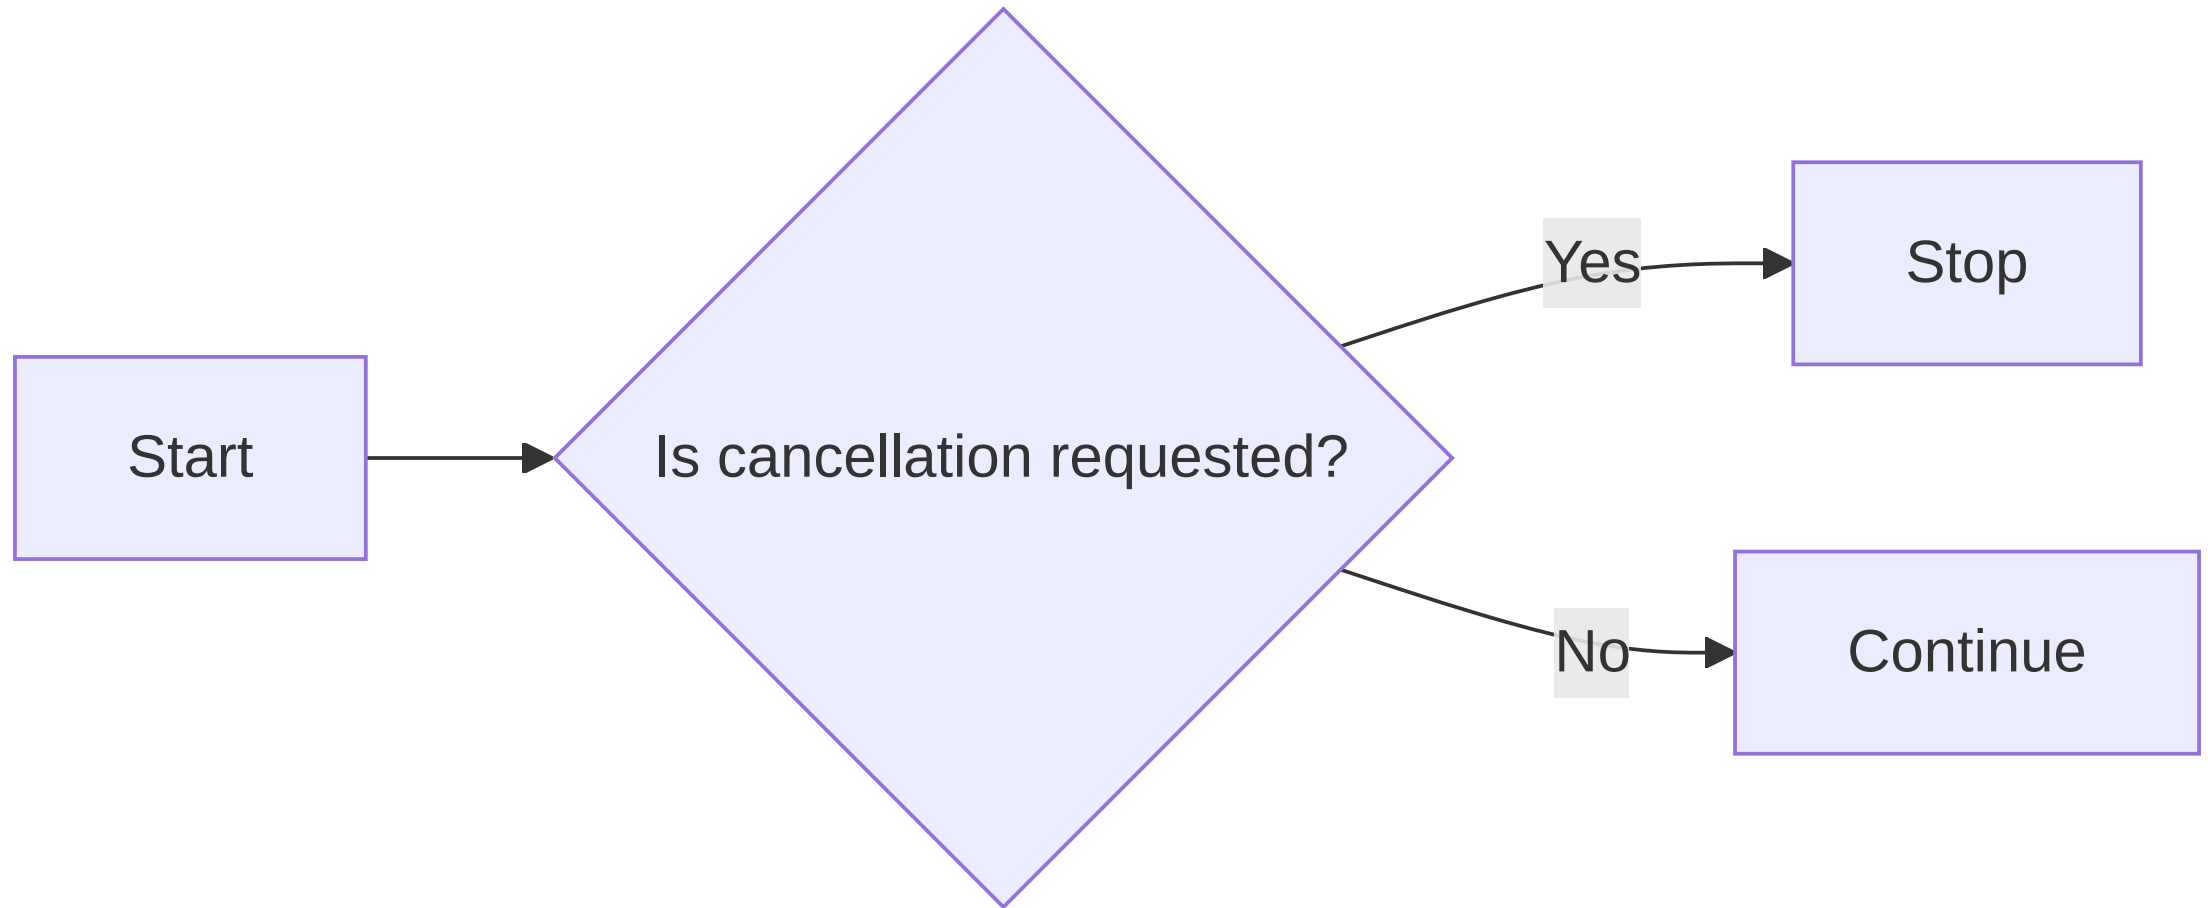 Start
Is cancellation requested?
Yes
Stop
No
Continue